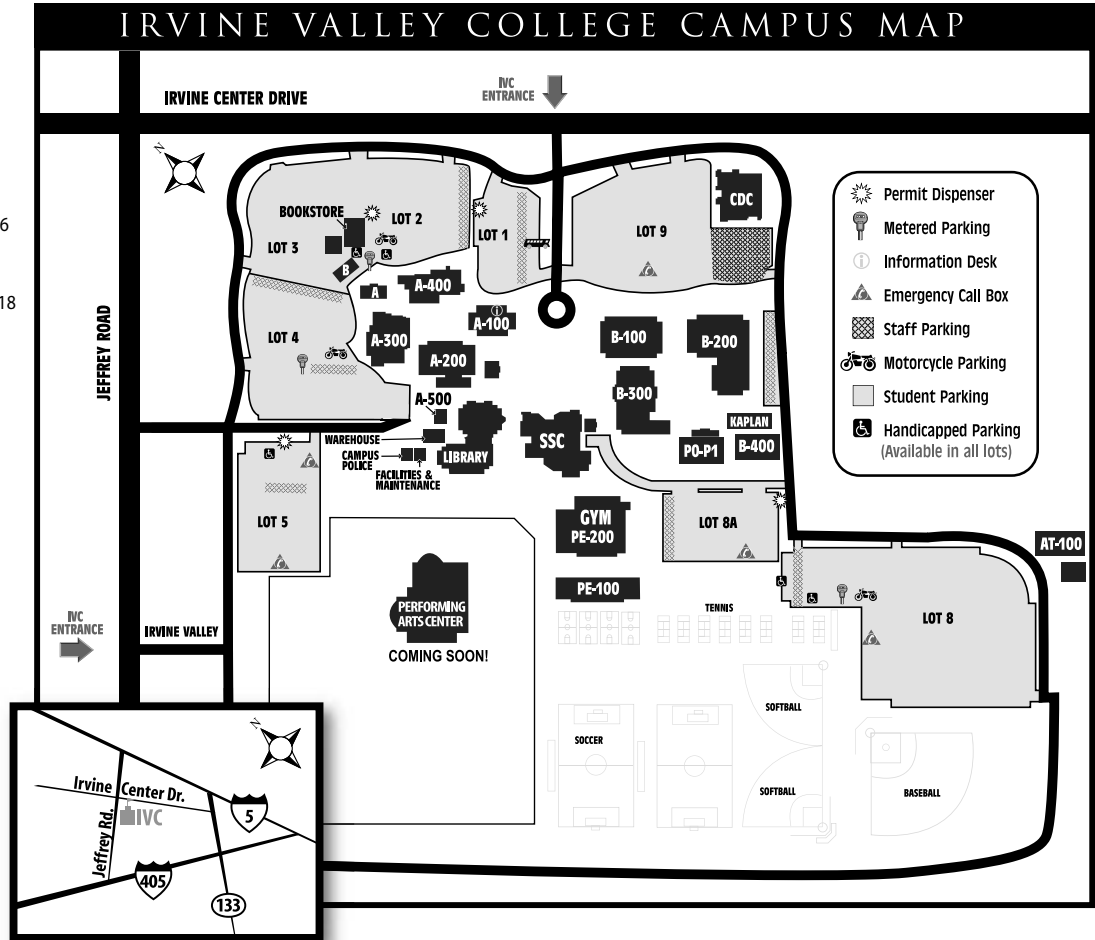 IRVINE VALLEY COLLEGE CAMPUS MAP
IVC
ENTRANCE
IRVINE CENTER DRIVE
N
6
18
JEFFREY ROAD
BOOKSTORE
LOT 2
LOT 3
LOT 1
LOT 9
CDC
B
A
A-400
A-100
LOT 4
A-300
A-200
B-100
B-200
B-300
A-500
WAREHOUSE
CAMPUS
POLICE
FACILITIES &
MAINTENANCE
LIBRARY
SSC
KAPLAN
PO-P1
B-400
LOT 5
GYM
PE-200
LOT 8A
PE-100
AT-100
LOT 8
TENNIS
PERFORMING
ARTS CENTER
COMING SOON!
IVC
ENTRANCE
IRVINE VALLEY
SOCCER
SOFTBALL
SOFTBALL
BASEBALL
Permit Dispenser
Metered Parking
Information Desk
Emergency Call Box
Staff Parking
Motorcycle Parking
Student Parking
Handicapped Parking
(Available in all lots)
N
Irvine Center Dr.
Jeffrey Rd.
IVC
5
405
133